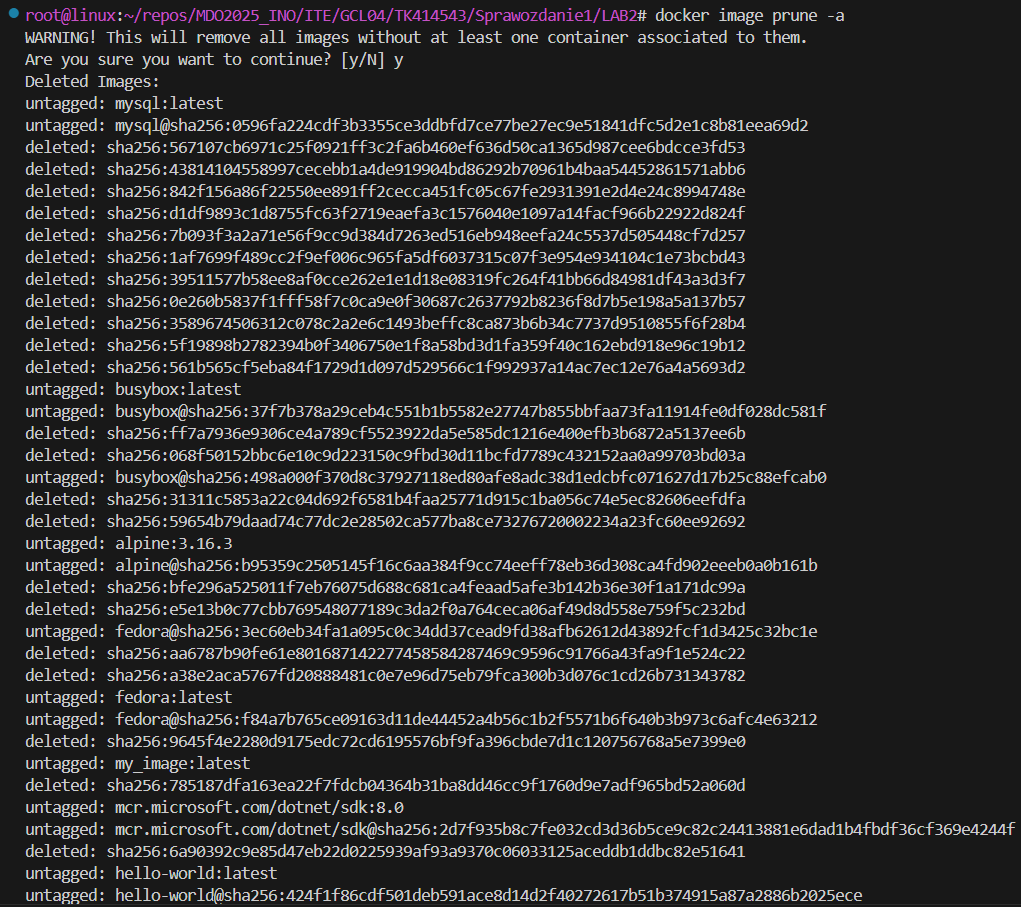 root@linux:~/repos/MDO2025_INO/ITE/GCL04/TK414543/Sprawozdanie1/LAB2# docker image prune -a
WARNING! This will remove all images without at least one container associated to them.
Are you sure you want to continue? [y/N] y
Deleted Images:
untagged: mysql:latest
untagged: mysql@sha256:0596fa224cdf3b3355ce3ddbfd7ce77be27ec9e51841dfc5d2e1c8b81eea69d2
deleted: sha256:567107cb6971c25f0921ff3c2fa6b460ef636d50ca1365d987cee6bdcce3fd53
deleted: sha256:43814104558997cecebb1a4de919904bd86292b70961b4baa54452861571abb6
deleted: sha256:842f156a86f22550ee891ff2cecca451fc05c67fe2931391e2d4e24c8994748e
deleted: sha256:d1df9893c1d8755fc63f2719eaefa3c1576040e1097a14facf966b22922d824f
deleted: sha256:7b093f3a2a71e56f9cc9d384d7263ed516eb948eefa24c5537d505448cf7d257
deleted: sha256:1af7699f489cc2f9ef006c965fa5df6037315c07f3e954e934104c1e73bcbd43
deleted: sha256:39511577b58ee8af0cce262e1e1d18e08319fc264f41bb66d84981df43a3d3f7
deleted: sha256:0e260b5837f1fff58f7c0ca9e0f30687c2637792b8236f8d7b5e198a5a137b57
deleted: sha256:3589674506312c078c2a2e6c1493beffc8ca873b6b34c7737d9510855f6f28b4
deleted: sha256:5f19898b2782394b0f3406750e1f8a58bd3d1fa359f40c162ebd918e96c19b12
deleted: sha256:561b565cf5eba84f1729d1d097d529566c1f992937a14ac7ec12e76a4a5693d2
untagged: busybox:latest
untagged: busybox@sha256:37f7b378a29ceb4c551b1b5582e27747b855bbfaa73fa11914fe0df028dc581f
deleted: sha256:ff7a7936e9306ce4a789cf5523922da5e585dc1216e400efb3b6872a5137ee6b
deleted: sha256:068f50152bbc6e10c9d223150c9fbd30d11bcfd7789c432152aa0a99703bd03a
untagged: busybox@sha256:498a000f370d8c37927118ed80afe8adc38d1edcbfc071627d17b25c88efcab0
deleted: sha256:31311c5853a22c04d692f6581b4faa25771d915c1ba056c74e5ec82606eefdfa
deleted: sha256:59654b79daad74c77dc2e28502ca577ba8ce73276720002234a23fc60ee92692
untagged: alpine:3.16.3
untagged: alpine@sha256:b95359c2505145f16c6aa384f9cc74eeff78eb36d308ca4fd902eeeb0a0b161b
deleted: sha256:bfe296a525011f7eb76075d688c681ca4feaad5afe3b142b36e30f1a171dc99a
deleted: sha256:e5e13b0c77cbb769548077189c3da2f0a764ceca06af49d8d558e759f5c232bd
untagged: fedora@sha256:3ec60eb34fa1a095c0c34dd37cead9fd38afb62612d43892fcf1d3425c32bc1e
deleted: sha256:aa6787b90fe61e801687142277458584287469c9596c91766a43fa9f1e524c22
deleted: sha256:a38e2aca5767fd20888481c0e7e96d75eb79fca300b3d076c1cd26b731343782
untagged: fedora:latest
untagged: fedora@sha256:f84a7b765ce09163d11de44452a4b56c1b2f5571b6f640b3b973c6afc4e63212
deleted: sha256:9645f4e2280d9175edc72cd6195576bf9fa396cbde7d1c120756768a5e7399e0
untagged: my_image:latest
deleted: sha256:785187dfa163ea22f7fdcb04364b31ba8dd46cc9f1760d9e7adf965bd52a060d
untagged: mcr.microsoft.com/dotnet/sdk:8.0
untagged: mcr.microsoft.com/dotnet/sdk@sha256:2d7f935b8c7fe032cd3d36b5ce9c82c24413881e6dad1b4fbdf36cf369e4244f
deleted: sha256:6a90392c9e85d47eb22d0225939af93a9370c06033125aceddb1ddbc82e51641
untagged: hello-world:latest
untagged: hello-world@sha256:424f1f86cdf501deb591ace8d14d2f40272617b51b374915a87a2886b2025ece